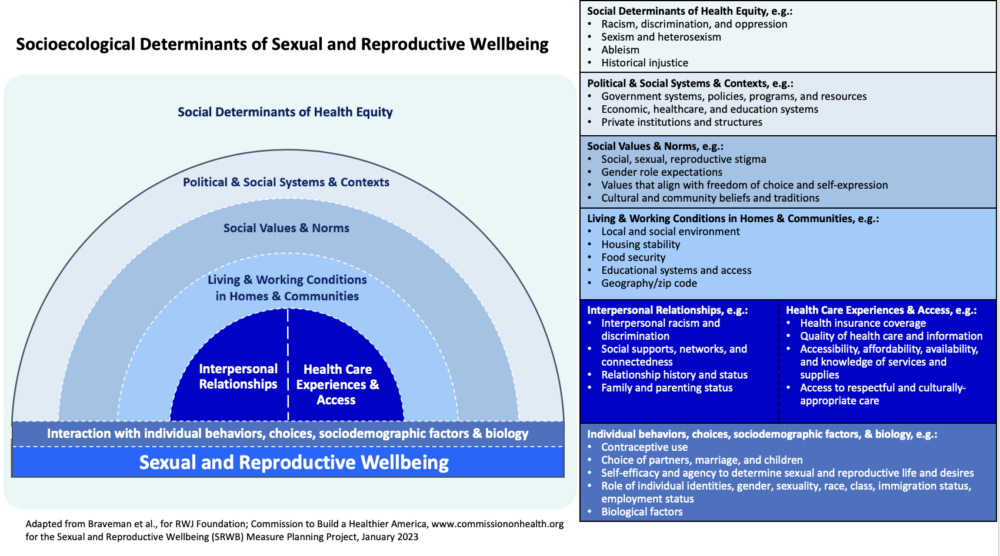 Socioecological Determinants of Sexual and Reproductive Wellbeing
Social Determinants of Health Equity
Political & Social Systems & Contexts
Social Values & Norms
Living & Working Conditions
in Homes & Communities
Interpersonal
Relationships
Health Care
Experiences &
Access
Interaction with individual behaviors, choices, sociodemographic factors & biology
Sexual and Reproductive Wellbeing
Adapted from Braveman et al., for RWJ Foundation; Commission to Build a Healthier America, www.commissiononhealth.org
for the Sexual and Reproductive Wellbeing (SRWB) Measure Planning Project, January 2023
Social Determinants of Health Equity, e.g.:
• Racism, discrimination, and oppression
• Sexism and heterosexism
• Ableism
• Historical injustice
Political & Social Systems & Contexts, e.g.:
• Government systems, policies, programs, and resources
• Economic, healthcare, and education systems
• Private institutions and structures
Social Values & Norms, e.g.:
• Social, sexual, reproductive stigma
• Gender role expectations
• Values that align with freedom of choice and self-expression
• Cultural and community beliefs and traditions
Living & Working Conditions in Homes & Communities, e.g.:
• Local and social environment
• Housing stability
• Food security
• Educational systems and access
• Geography/zip code
Interpersonal Relationships, e.g.:
• Interpersonal racism and
discrimination
• Social supports, networks, and
connectedness
• Relationship history and status
• Family and parenting status
Health Care Experiences & Access, e.g.:
• Health insurance coverage
• Quality of health care and information
• Accessibility, affordability, availability,
and knowledge of services and
supplies
• Access to respectful and culturally-
appropriate care
Individual behaviors, choices, sociodemographic factors, & biology, e.g.:
• Contraceptive use
• Choice of partners, marriage, and children
• Self-efficacy and agency to determine sexual and reproductive life and desires
• Role of individual identities, gender, sexuality, race, class, immigration status,
employment status
• Biological factors